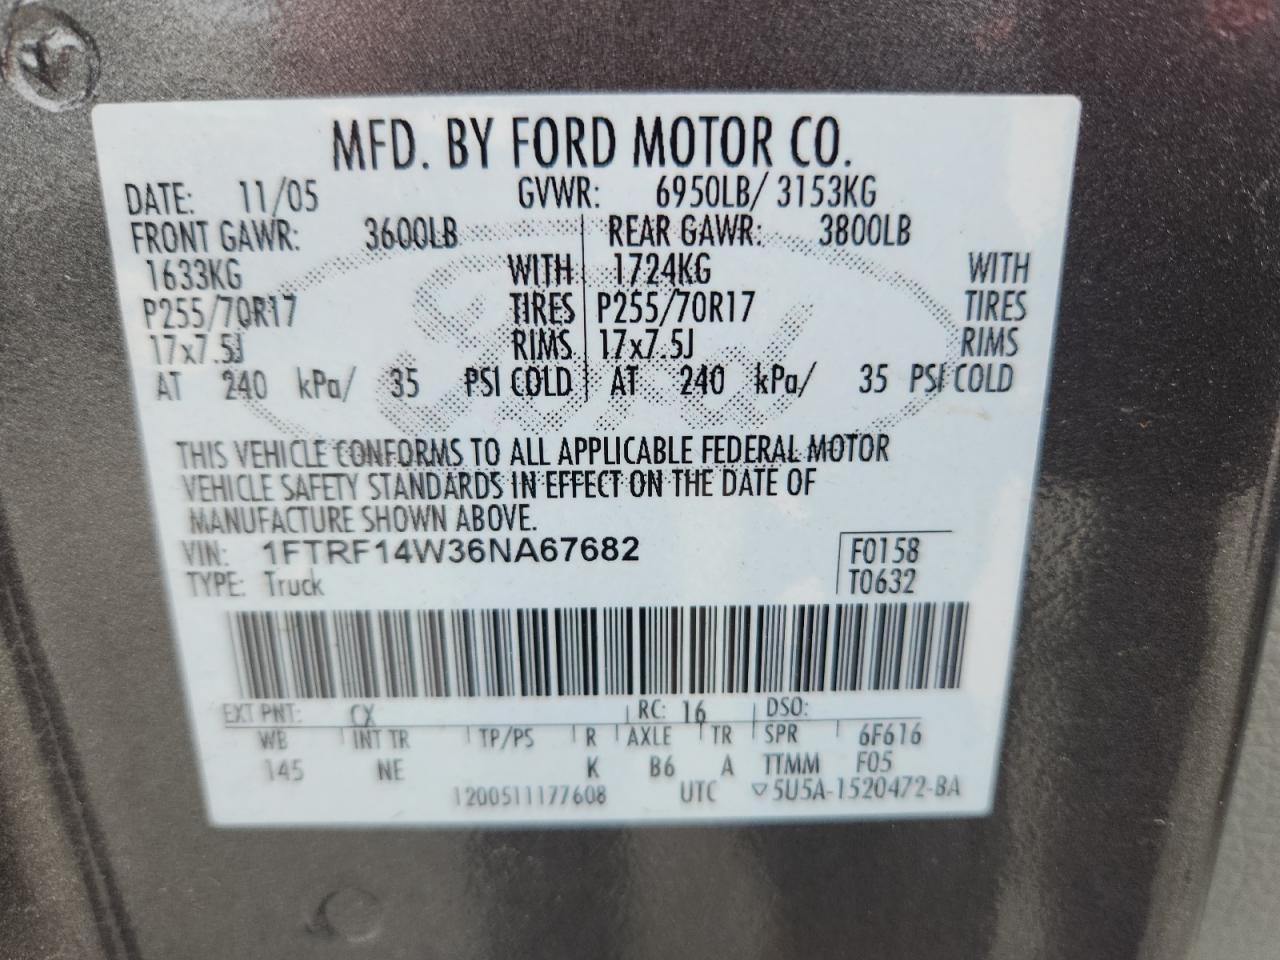 MFD. BY FORD MOTOR CO.
DATE: 11/05 GVWR: 6950LB/ 3153KG
FRONT GAWR: 3600LB REAR GAWR: 3800LB
1633KG WITH 1724KG WITH
P255/70R17 TIRES P255/70R17 TIRES
17x7.5J RIMS 17x7.5J RIMS
AT 240 kPa/ 35 PSI COLD AT 240 kPa/ 35 PSI COLD
THIS VEHICLE CONFORMS TO ALL APPLICABLE FEDERAL MOTOR
VEHICLE SAFETY STANDARDS IN EFFECT ON THE DATE OF
MANUFACTURE SHOWN ABOVE.
VIN: 1FTRF14W36NA67682 F0158
TYPE: Truck T0632
EXT PNT: CX RC: 16 DSO:
WB INT TR TP/PS R AXLE TR SPR 6F616
145 NE K B6 A TTMM F05
1200511177608 UTC ▽5U5A-1520472-BA